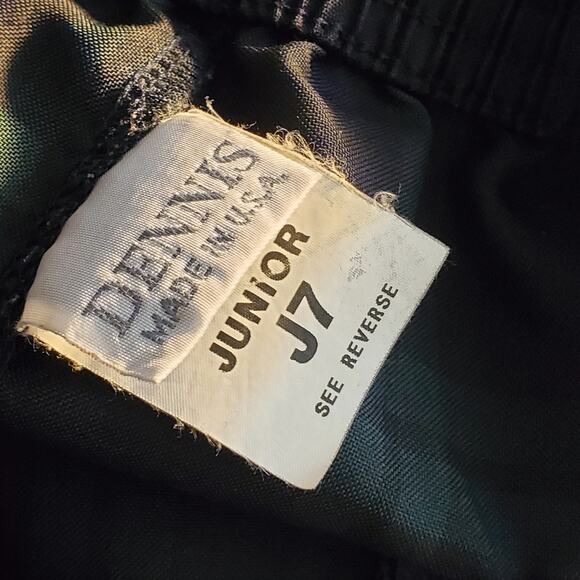 DENNIS
MADE IN U.S.A.
JUNiOR
J7
SEE REVERSE